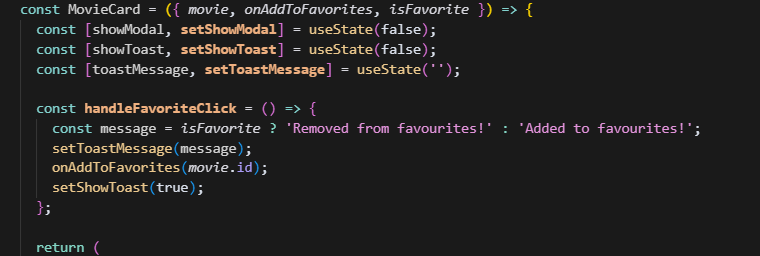 const MovieCard = ({ movie, onAddToFavorites, isFavorite }) => {
const [showModal, setShowModal] = useState(false);
const [showToast, setShowToast] = useState(false);
const [toastMessage, setToastMessage] = useState('');
const handleFavoriteClick = () => {
const message = isFavorite ? 'Removed from favourites!' : 'Added to favourites!';
setToastMessage(message);
onAddToFavorites(movie.id);
setShowToast(true);
};
return (